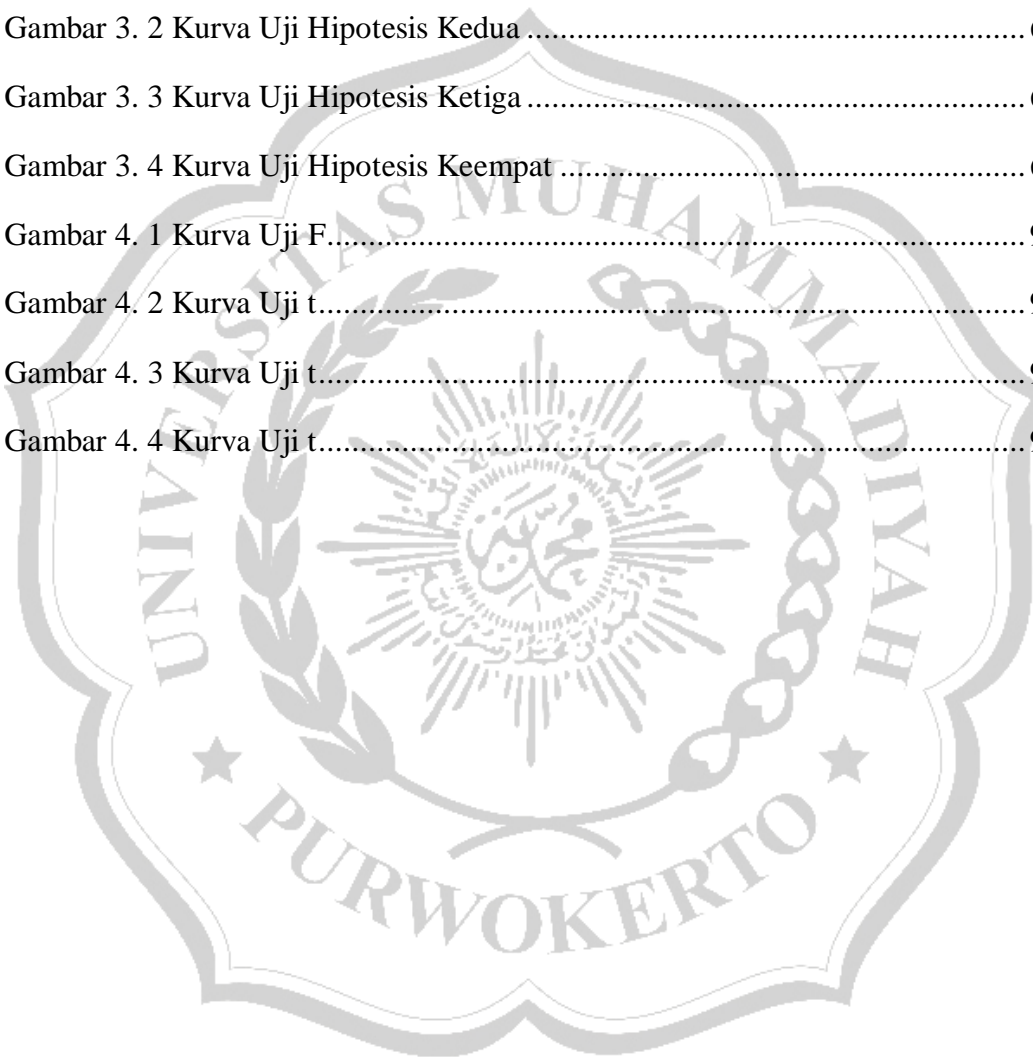 Gambar 3. 2 Kurva Uji Hipotesis Kedua
Gambar 3. 3 Kurva Uji Hipotesis Ketiga
Gambar 3. 4 Kurva Uji Hipotesis Keempat
Gambar 4. 1 Kurva Uji F
Gambar 4. 2 Kurva Uji t
Gambar 4. 3 Kurva Uji t
Gambar 4. 4 Kurva Uji t
UNIVERSITAS MUHAMMADIYAH
PURWOKERTO